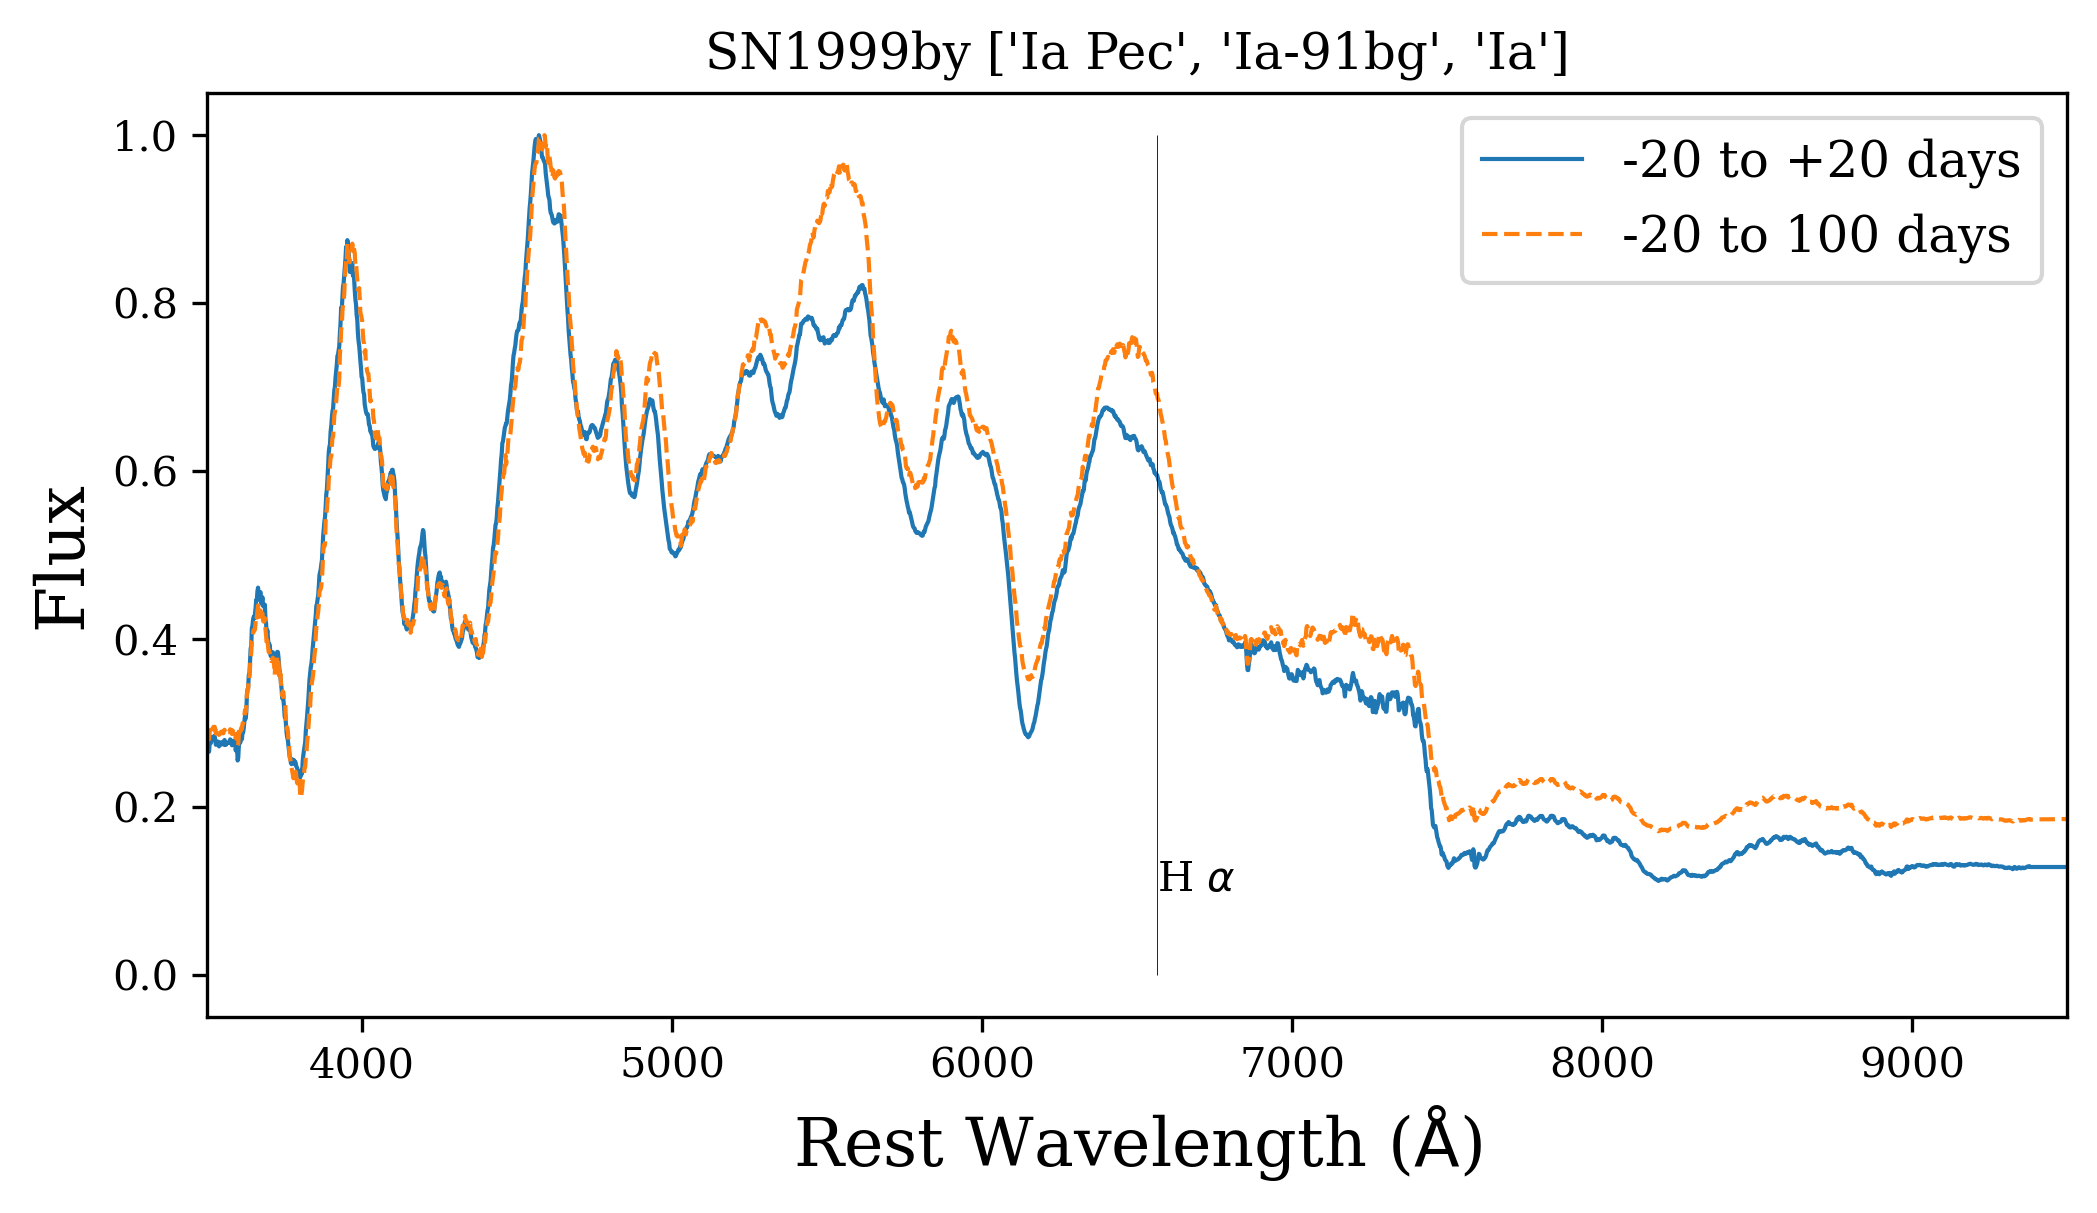 SN1999by ['Ia Pec', 'Ia-91bg', 'Ia']
-20 to +20 days
-20 to 100 days
1.0
0.8
0.6
0.4
0.2
0.0
Flux
H α
4000 5000 6000 7000 8000 9000
Rest Wavelength (Å)